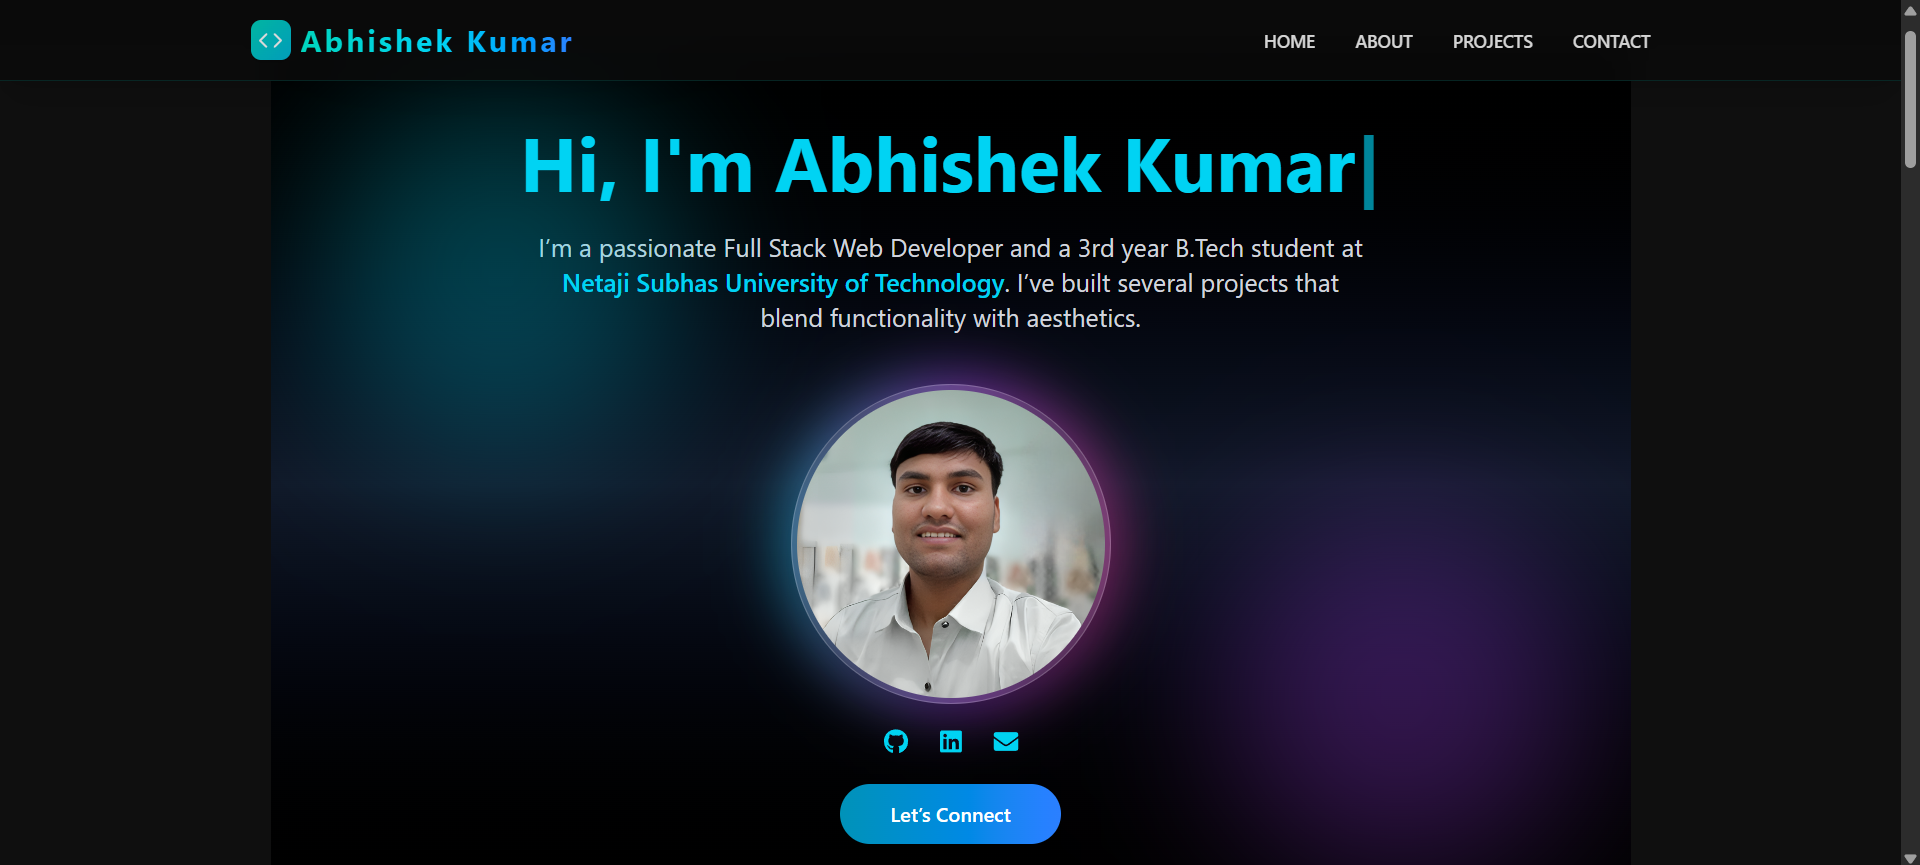 Abhishek Kumar
HOME
ABOUT
PROJECTS
CONTACT
Hi, I'm Abhishek Kumar|
I’m a passionate Full Stack Web Developer and a 3rd year B.Tech student at
Netaji Subhas University of Technology. I’ve built several projects that
blend functionality with aesthetics.
Let’s Connect